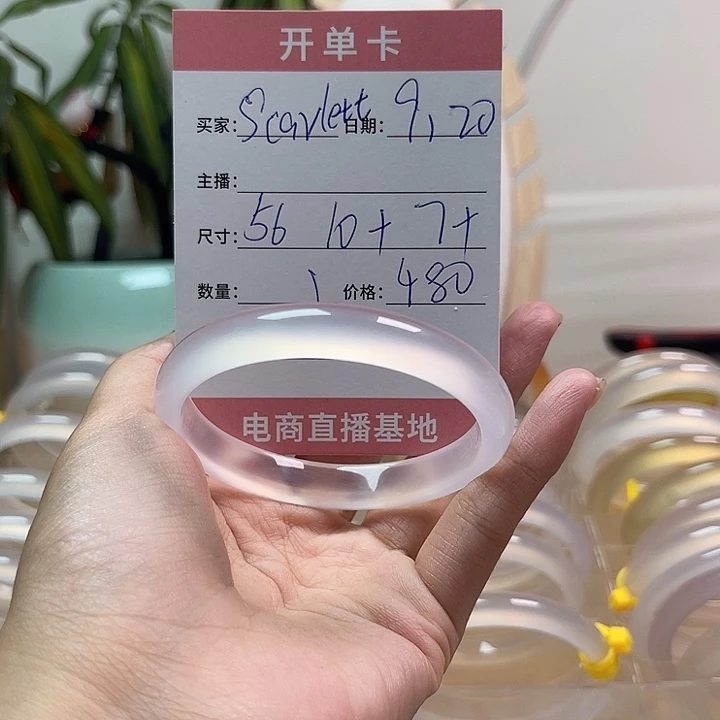 开单卡
买家: Scarlett 日期: 9,20
主播:
尺寸: 56 10+ 7+
数量: 1 价格: 480
电商直播基地